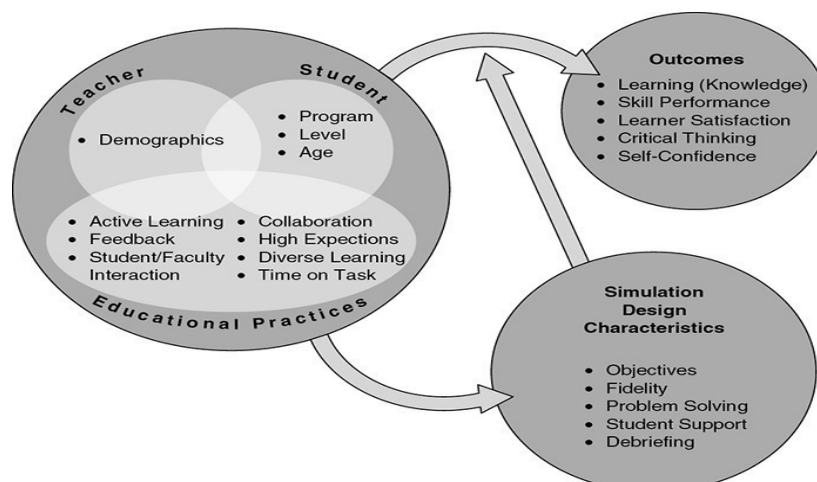 Teacher
Student
• Demographics
• Program
• Level
• Age
• Active Learning
• Feedback
• Student/Faculty
Interaction
• Collaboration
• High Expections
• Diverse Learning
• Time on Task
Educational Practices
Outcomes
• Learning (Knowledge)
• Skill Performance
• Learner Satisfaction
• Critical Thinking
• Self-Confidence
Simulation
Design
Characteristics
• Objectives
• Fidelity
• Problem Solving
• Student Support
• Debriefing